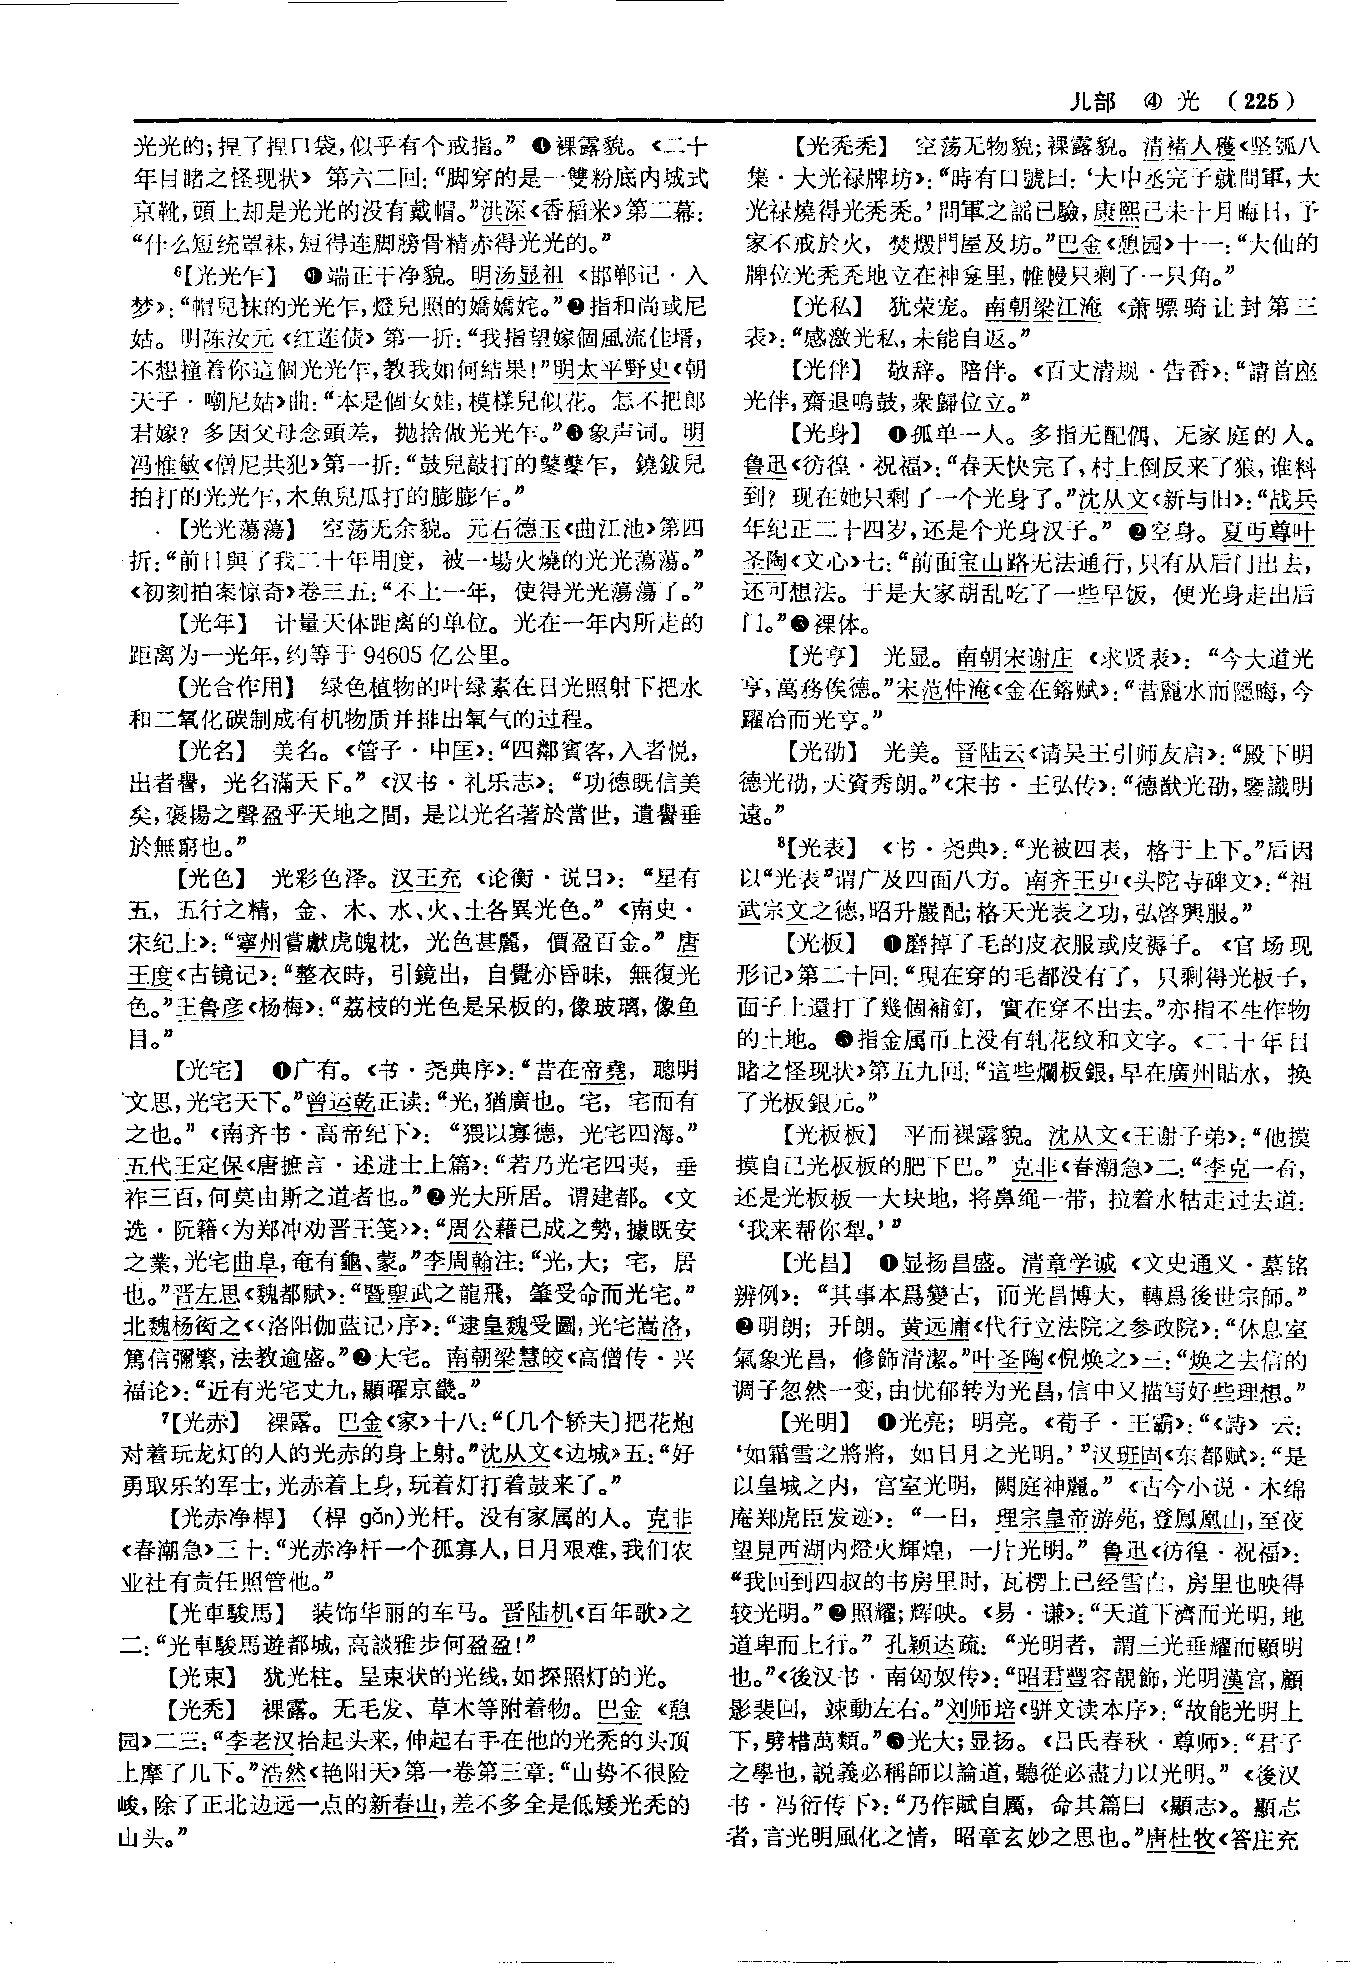 儿部 ④ 光 （225）
光光的；捏了捏口袋，似乎有个戒指。” ❹裸露貌。《二十
年目睹之怪现状》第六二回：“脚穿的是一雙粉底内城式
京靴，頭上却是光光的没有戴帽。”洪深《香稻米》第二幕：
“什么短统罩袜，短得连脚膀骨精赤得光光的。”
⁶【光光乍】 ❶端正干净貌。明汤显祖《邯郸记·入
梦》：“帽兒抹的光光乍，燈兒照的嬌嬌姹。”❷指和尚或尼
姑。明陈汝元《红莲债》第一折：“我指望嫁個風流佳壻，
不想撞着你這個光光乍，教我如何結果！”明太平野史《朝
天子·嘲尼姑》曲：“本是個女娃，模樣兒似花。怎不把郎
君嫁？多因父母念頭差，抛捨做光光乍。”❸象声词。明
冯惟敏《僧尼共犯》第一折：“鼓兒敲打的鼕鼕乍，鐃鈸兒
拍打的光光乍，木魚兒瓜打的膨膨乍。”
【光光蕩蕩】 空荡无余貌。元石德玉《曲江池》第四
折：“前日與了我二十年用度，被一場火燒的光光蕩蕩。”
《初刻拍案惊奇》卷三五：“不上一年，使得光光蕩蕩了。”
【光年】 计量天体距离的单位。光在一年内所走的
距离为一光年，约等于94605亿公里。
【光合作用】 绿色植物的叶绿素在日光照射下把水
和二氧化碳制成有机物质并排出氧气的过程。
【光名】 美名。《管子·中匡》：“四鄰賓客，入者悦，
出者譽，光名滿天下。”《汉书·礼乐志》：“功德既信美
矣，褒揚之聲盈乎天地之間，是以光名著於當世，遺譽垂
於無窮也。”
【光色】 光彩色泽。汉王充《论衡·说日》：“星有
五，五行之精，金、木、水、火、土各異光色。”《南史·
宋纪上》：“寧州嘗獻虎魄枕，光色甚麗，價盈百金。”唐
王度《古镜记》：“整衣時，引鏡出，自覺亦昏昧，無復光
色。”王鲁彦《杨梅》：“荔枝的光色是呆板的，像玻璃，像鱼
目。”
【光宅】 ❶广有。《书·尧典序》：“昔在帝堯，聰明
文思，光宅天下。”曾运乾正读：“光，猶廣也。宅，宅而有
之也。”《南齐书·高帝纪下》：“猥以寡德，光宅四海。”
五代王定保《唐摭言·述进士上篇》：“若乃光宅四夷，垂
祚三百，何莫由斯之道者也。”❷光大所居。谓建都。《文
选·阮籍〈为郑冲劝晋王笺〉》：“周公藉已成之勢，據既安
之業，光宅曲阜，奄有龜、蒙。”李周翰注：“光，大；宅，居
也。”晋左思《魏都赋》：“暨聖武之龍飛，肇受命而光宅。”
北魏杨衒之《〈洛阳伽蓝记〉序》：“逮皇魏受圖，光宅嵩洛，
篤信彌繁，法教逾盛。”❷大宅。南朝梁慧皎《高僧传·兴
福论》：“近有光宅丈九，顯曜京畿。”
⁷【光赤】 裸露。巴金《家》十八：“〔几个轿夫〕把花炮
对着玩龙灯的人的光赤的身上射。”沈从文《边城》五：“好
勇取乐的军士，光赤着上身，玩着灯打着鼓来了。”
【光赤净桿】 （桿 gǎn）光杆。没有家属的人。克非
《春潮急》三十：“光赤净杆一个孤寡人，日月艰难，我们农
业社有责任照管他。”
【光車駿馬】 装饰华丽的车马。晋陆机《百年歌》之
二：“光車駿馬遊都城，高談雅步何盈盈！”
【光束】 犹光柱。呈束状的光线，如探照灯的光。
【光秃】 裸露。无毛发、草木等附着物。巴金《憩
园》二三：“李老汉抬起头来，伸起右手在他的光秃的头顶
上摩了几下。”浩然《艳阳天》第一卷第三章：“山势不很险
峻，除了正北边远一点的新春山，差不多全是低矮光秃的
山头。”
【光秃秃】 空荡无物貌；裸露貌。清褚人穫《坚瓠八
集·大光禄牌坊》：“時有口號曰：‘大中丞完子就問軍，大
光禄燒得光秃秃。’問軍之謡已驗，康熙己未十月晦日，予
家不戒於火，焚燬門屋及坊。”巴金《憩园》十一：“大仙的
牌位光秃秃地立在神龛里，帷幔只剩了一只角。”
【光私】 犹荣宠。南朝梁江淹《萧骠骑让封第三
表》：“感激光私，未能自返。”
【光伴】 敬辞。陪伴。《百丈清规·告香》：“請首座
光伴，齋退鳴鼓，衆歸位立。”
【光身】 ❶孤单一人。多指无配偶、无家庭的人。
鲁迅《彷徨·祝福》：“春天快完了，村上倒反来了狼，谁料
到？现在她只剩了一个光身了。”沈从文《新与旧》：“战兵
年纪正二十四岁，还是个光身汉子。” ❷空身。夏丏尊叶
圣陶《文心》七：“前面宝山路无法通行，只有从后门出去，
还可想法。于是大家胡乱吃了一些早饭，便光身走出后
门。”❸裸体。
【光亨】 光显。南朝宋谢庄《求贤表》：“今大道光
亨，萬務俟德。”宋范仲淹《金在鎔赋》：“昔麗水而隱晦，今
躍冶而光亨。”
【光劭】 光美。晋陆云《请吴王引师友启》：“殿下明
德光劭，天資秀朗。”《宋书·王弘传》：“德猷光劭，鑒識明
遠。”
⁸【光表】 《书·尧典》：“光被四表，格于上下。”后因
以“光表”谓广及四面八方。南齐王屮《头陀寺碑文》：“祖
武宗文之德，昭升嚴配；格天光表之功，弘啓興服。”
【光板】 ❶磨掉了毛的皮衣服或皮褥子。《官场现
形记》第二十回：“現在穿的毛都没有了，只剩得光板子，
面子上還打了幾個補釘，實在穿不出去。”亦指不生作物
的土地。❸指金属币上没有轧花纹和文字。《二十年目
睹之怪现状》第五九回：“這些爛板銀，早在廣州貼水，换
了光板銀元。”
【光板板】 平而裸露貌。沈从文《王谢子弟》：“他摸
摸自己光板板的肥下巴。”克非《春潮急》二：“李克一看，
还是光板板一大块地，将鼻绳一带，拉着水牯走过去道：
‘我来帮你犁。’”
【光昌】 ❶显扬昌盛。清章学诚《文史通义·墓铭
辨例》：“其事本爲變古，而光昌博大，轉爲後世宗師。”
❷明朗；开朗。黄远庸《代行立法院之参政院》：“休息室
氣象光昌，修飾清潔。”叶圣陶《倪焕之》三：“焕之去信的
调子忽然一变，由忧郁转为光昌，信中又描写好些理想。”
【光明】 ❶光亮；明亮。《荀子·王霸》：“《詩》云：
‘如霜雪之將將，如日月之光明。’”汉班固《东都赋》：“是
以皇城之内，宫室光明，闕庭神麗。”《古今小说·木绵
庵郑虎臣发迹》：“一日，理宗皇帝游苑，登鳳凰山，至夜
望見西湖内燈火輝煌，一片光明。”鲁迅《彷徨·祝福》：
“我回到四叔的书房里时，瓦楞上已经雪白，房里也映得
较光明。”❷照耀；辉映。《易·谦》：“天道下濟而光明，地
道卑而上行。”孔颖达疏：“光明者，謂三光垂耀而顯明
也。”《後汉书·南匈奴传》：“昭君豐容靚飾，光明漢宫，顧
影裴回，竦動左右。”刘师培《骈文读本序》：“故能光明上
下，劈措萬類。”❸光大；显扬。《吕氏春秋·尊师》：“君子
之學也，説義必稱師以論道，聽從必盡力以光明。”《後汉
书·冯衍传下》：“乃作賦自厲，命其篇曰《顯志》。顯志
者，言光明風化之情，昭章玄妙之思也。”唐杜牧《答庄充